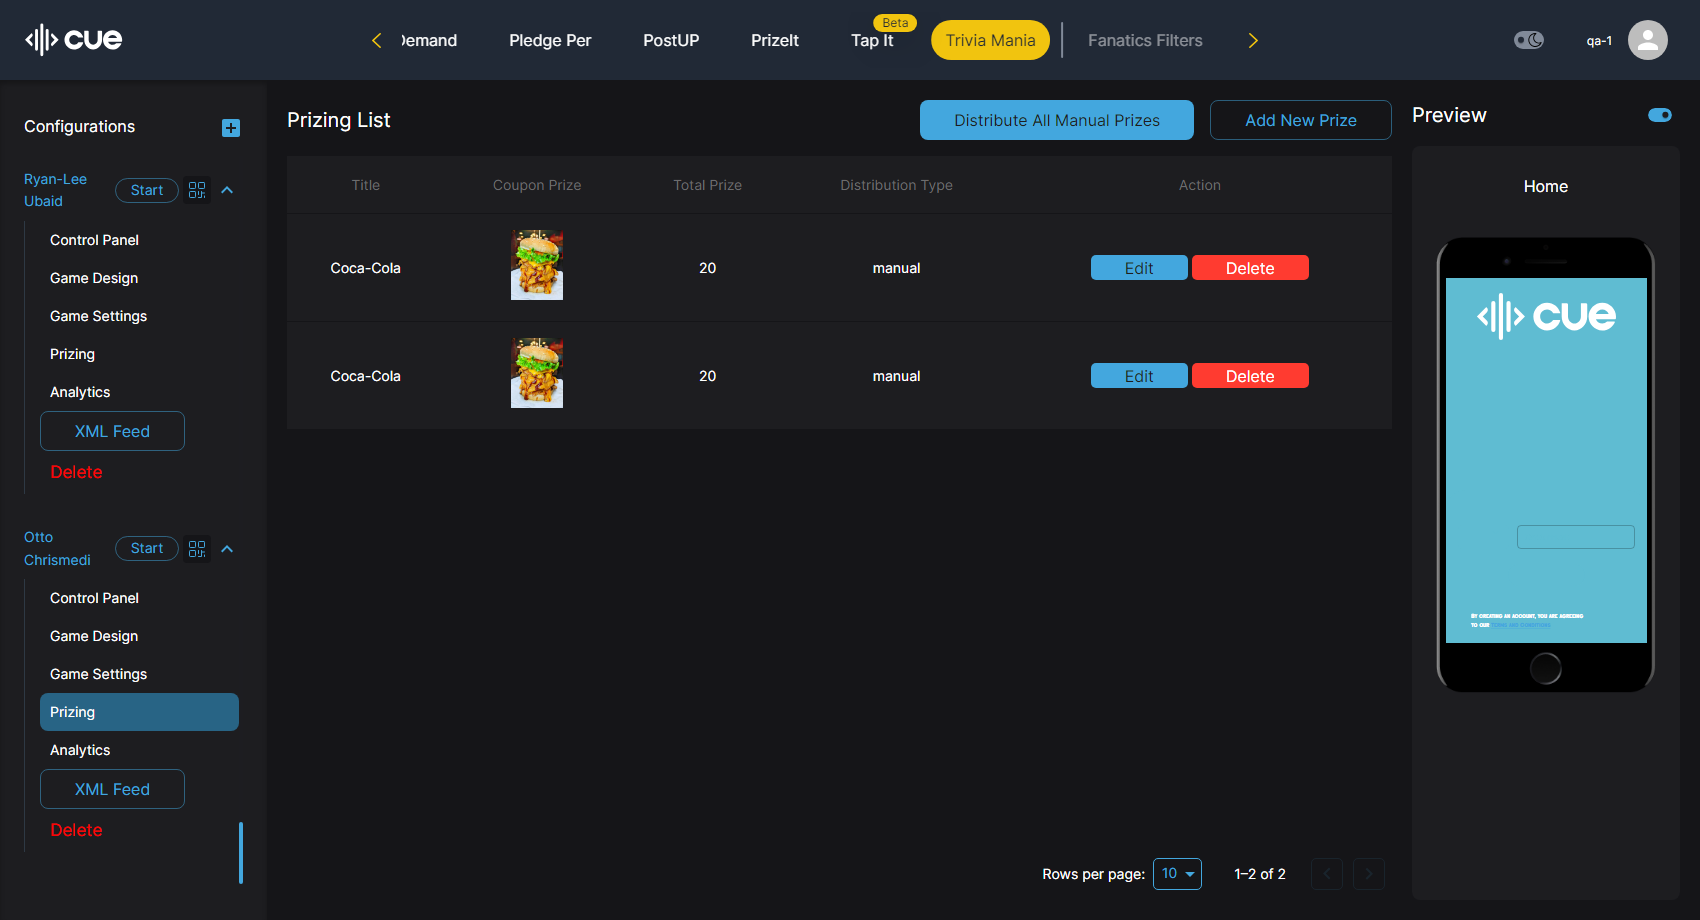 cue
Demand
Pledge Per
PostUP
PrizeIt
Tap It
Beta
Trivia Mania
Fanatics Filters
qa-1
Configurations
Ryan-Lee
Ubaid
Start
Control Panel
Game Design
Game Settings
Prizing
Analytics
XML Feed
Delete
Otto
Chrismedi
Start
Control Panel
Game Design
Game Settings
Prizing
Analytics
XML Feed
Delete
Prizing List
Distribute All Manual Prizes
Add New Prize
Title Coupon Prize Total Prize Distribution Type Action
Coca-Cola 20 manual Edit Delete
Coca-Cola 20 manual Edit Delete
Rows per page: 10 1–2 of 2
Preview
Home
cue
By creating an account, you are agreeing
to our terms and conditions